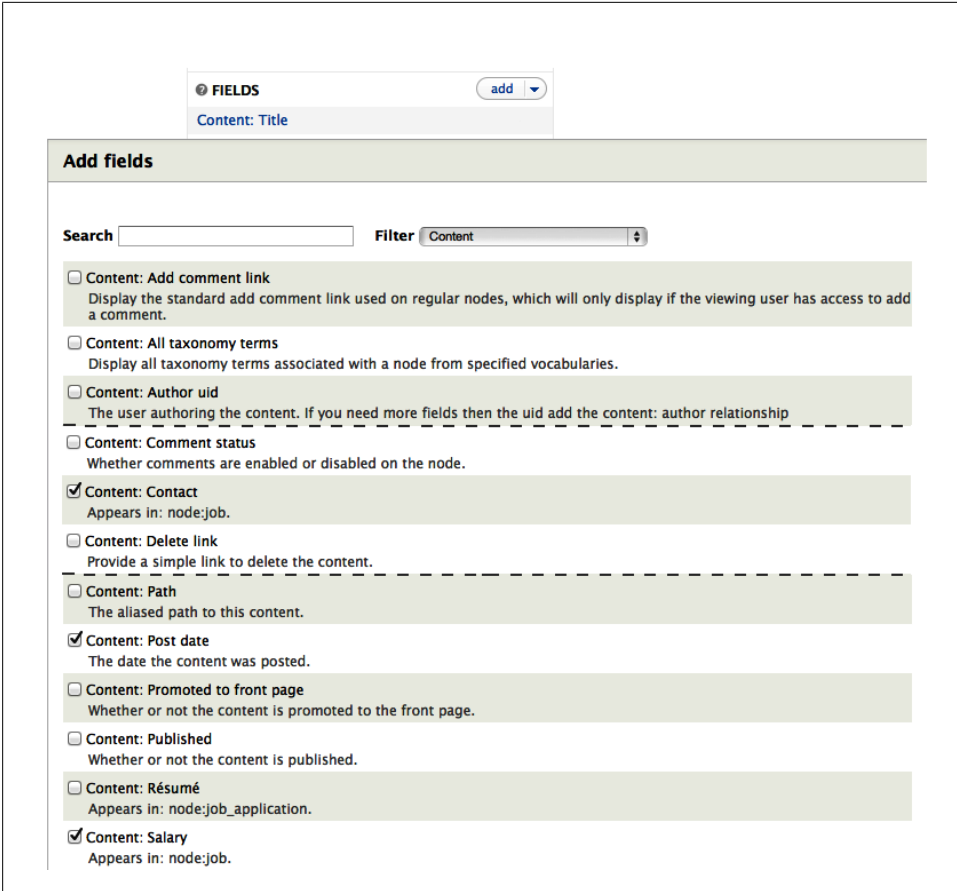 FIELDS
add
Content: Title
Add fields
Search
Filter Content
Content: Add comment link
Display the standard add comment link used on regular nodes, which will only display if the viewing user has access to add
a comment.
Content: All taxonomy terms
Display all taxonomy terms associated with a node from specified vocabularies.
Content: Author uid
The user authoring the content. If you need more fields then the uid add the content: author relationship
Content: Comment status
Whether comments are enabled or disabled on the node.
Content: Contact
Appears in: node:job.
Content: Delete link
Provide a simple link to delete the content.
Content: Path
The aliased path to this content.
Content: Post date
The date the content was posted.
Content: Promoted to front page
Whether or not the content is promoted to the front page.
Content: Published
Whether or not the content is published.
Content: Résumé
Appears in: node:job_application.
Content: Salary
Appears in: node:job.